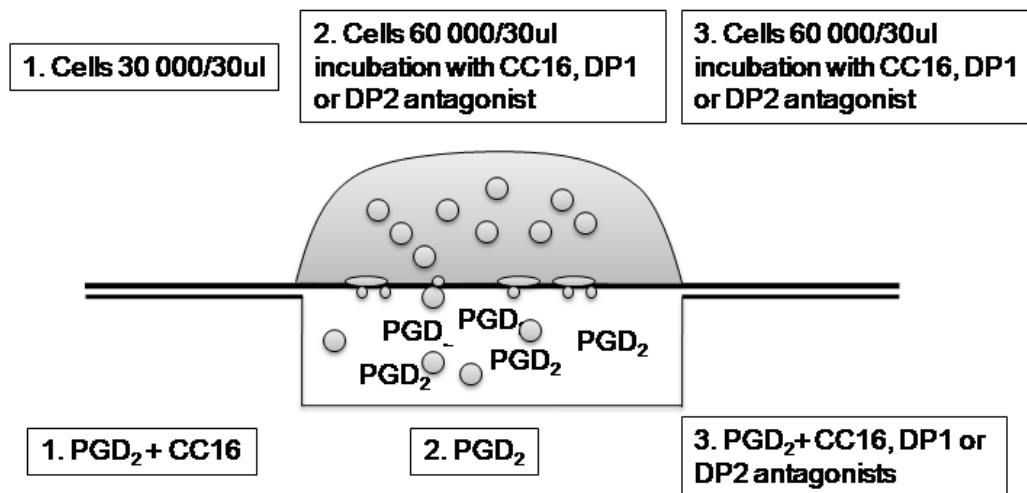 2. Cells 60 000/30ul
incubation with CC16, DP1
or DP2 antagonist
3. Cells 60 000/30ul
incubation with CC16, DP1
or DP2 antagonist
1. Cells 30 000/30ul
PGD₂
PGD
PGD₂
PGD₂
PGD₂
1. PGD₂ + CC16
2. PGD₂
3. PGD₂+ CC16, DP1 or
DP2 antagonists